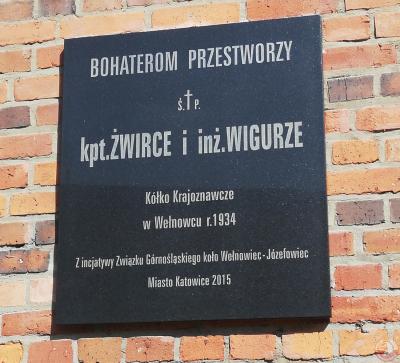 BOHATEROM PRZESTWORZY
Ś.†P.
kpt.ŻWIRCE i inż.WIGURZE
Kółko Krajoznawcze
w Wełnowcu r.1934
Z incjatywy Związku Górnośląskiego koło Wełnowiec-Józefowiec
Miasto Katowice 2015